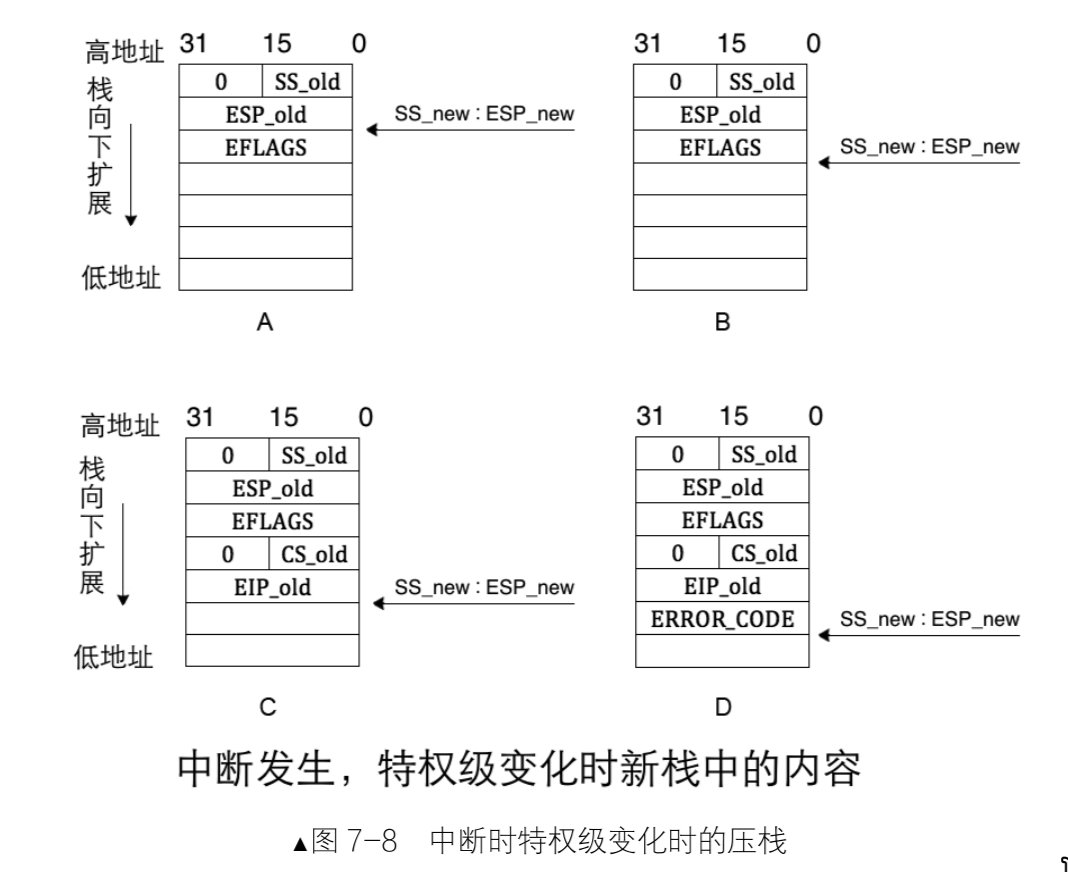 高地址 31 15 0
0 SS_old
ESP_old
EFLAGS
SS_new : ESP_new
栈向下扩展
低地址
A
31 15 0
0 SS_old
ESP_old
EFLAGS
SS_new : ESP_new
B
高地址 31 15 0
0 SS_old
ESP_old
EFLAGS
0 CS_old
EIP_old
SS_new : ESP_new
栈向下扩展
低地址
C
31 15 0
0 SS_old
ESP_old
EFLAGS
0 CS_old
EIP_old
ERROR_CODE
SS_new : ESP_new
D
中断发生，特权级变化时新栈中的内容
▲图 7-8 中断时特权级变化时的压栈